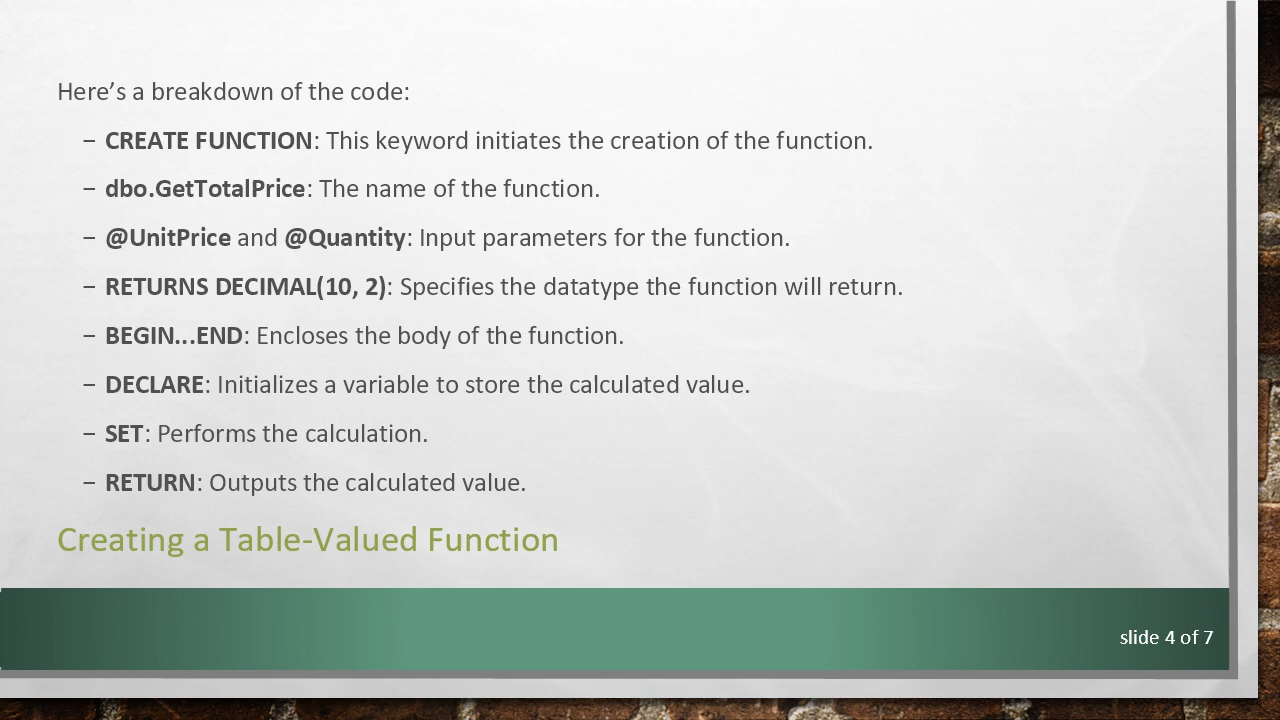 Here’s a breakdown of the code:
– CREATE FUNCTION: This keyword initiates the creation of the function.
– dbo.GetTotalPrice: The name of the function.
– @UnitPrice and @Quantity: Input parameters for the function.
– RETURNS DECIMAL(10, 2): Specifies the datatype the function will return.
– BEGIN...END: Encloses the body of the function.
– DECLARE: Initializes a variable to store the calculated value.
– SET: Performs the calculation.
– RETURN: Outputs the calculated value.
Creating a Table-Valued Function
slide 4 of 7